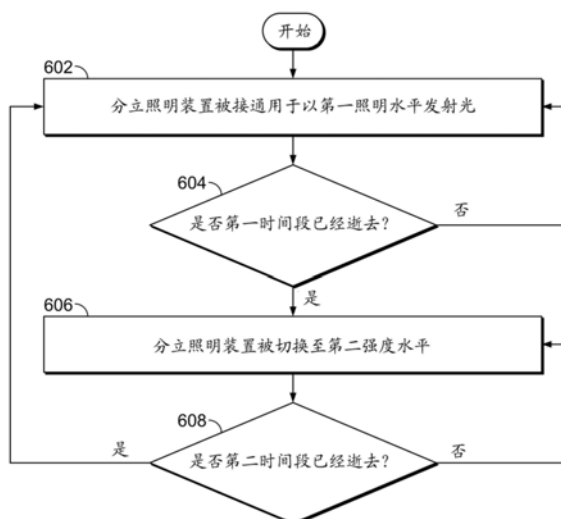 开始
602
分立照明装置被接通用于以第一照明水平发射光
604
是否第一时间段已经逝去?
否
是
606
分立照明装置被切换至第二强度水平
608
是
是否第二时间段已经逝去?
否